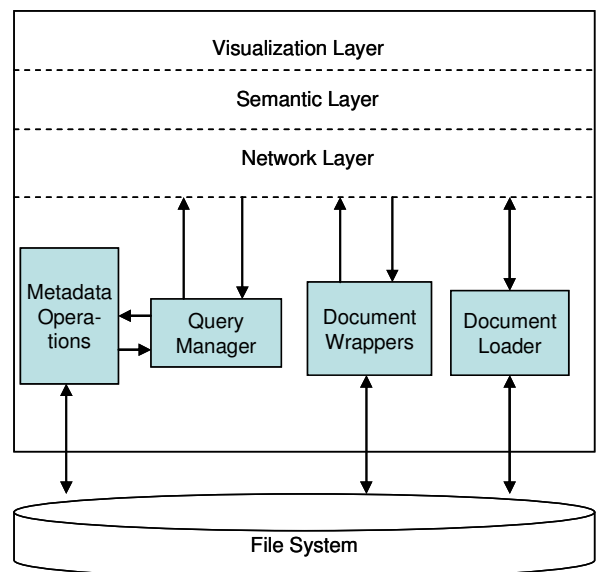 Visualization Layer
Semantic Layer
Network Layer
Metadata
Opera-
tions
Query
Manager
Document
Wrappers
Document
Loader
File System